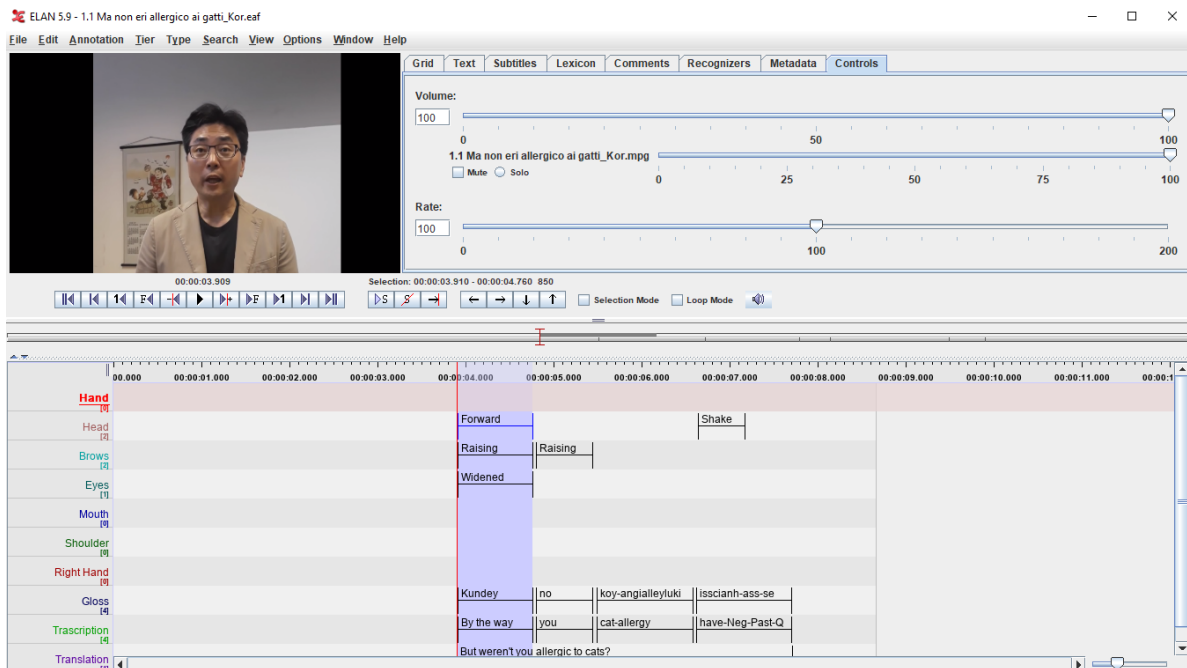 ELAN 5.9 - 1.1 Ma non eri allergico ai gatti_Kor.eaf
File Edit Annotation Tier Type Search View Options Window Help
Grid Text Subtitles Lexicon Comments Recognizers Metadata Controls
Volume:
100
0 50 100
1.1 Ma non eri allergico ai gatti_Kor.mpg
Mute Solo
0 25 50 75 100
Rate:
100
0 100 200
00:00:03.909
Selection: 00:00:03.910 - 00:00:04.760 850
1 F F 1 S S
Selection Mode Loop Mode
00.000 00:00:01.000 00:00:02.000 00:00:03.000 00:00:04.000 00:00:05.000 00:00:06.000 00:00:07.000 00:00:08.000 00:00:09.000 00:00:10.000 00:00:11.000 00:00:1
Hand
[0]
Head Forward Shake
[2]
Brows Raising Raising
[2]
Eyes Widened
[1]
Mouth
[0]
Shoulder
[0]
Right Hand
[0]
Gloss Kundey no koy-angialleyluki isscianh-ass-se
[4]
Trascription By the way you cat-allergy have-Neg-Past-Q
[4]
Translation But weren't you allergic to cats?